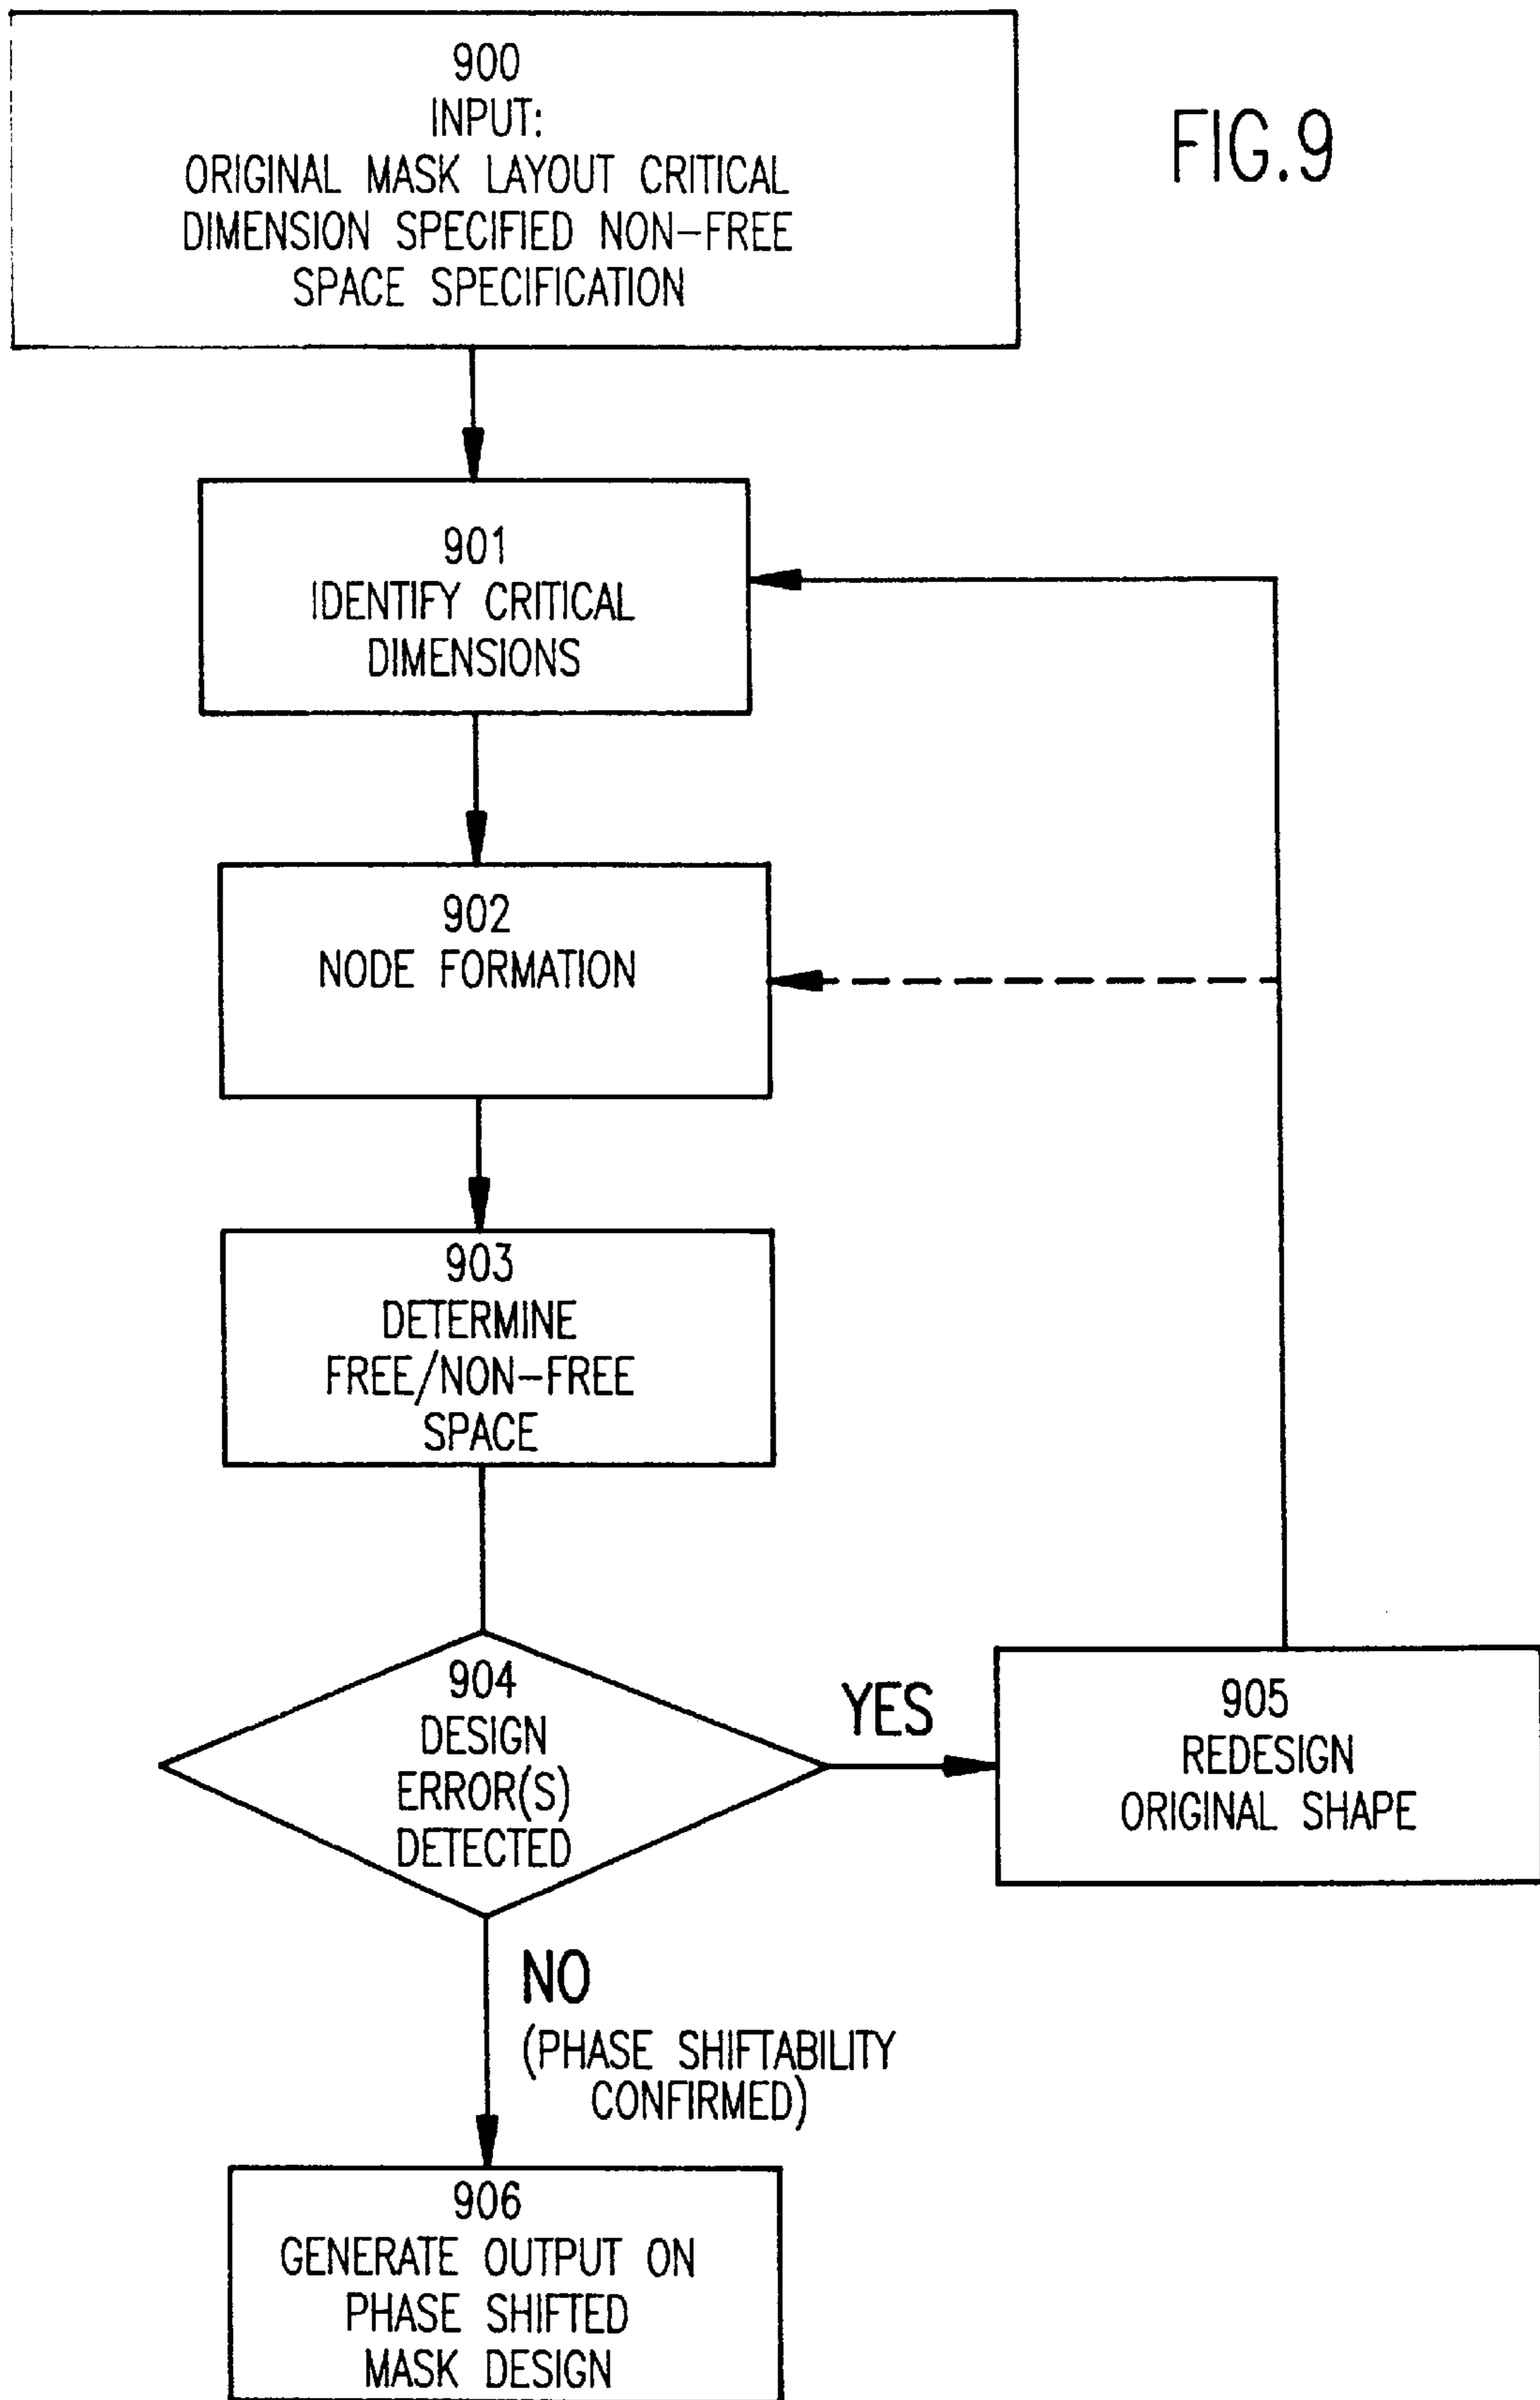 FIG.9
900
INPUT:
ORIGINAL MASK LAYOUT CRITICAL
DIMENSION SPECIFIED NON-FREE
SPACE SPECIFICATION
901
IDENTIFY CRITICAL
DIMENSIONS
902
NODE FORMATION
903
DETERMINE
FREE/NON-FREE
SPACE
904
DESIGN
ERROR(S)
DETECTED
YES
905
REDESIGN
ORIGINAL SHAPE
NO
(PHASE SHIFTABILITY
CONFIRMED)
906
GENERATE OUTPUT ON
PHASE SHIFTED
MASK DESIGN